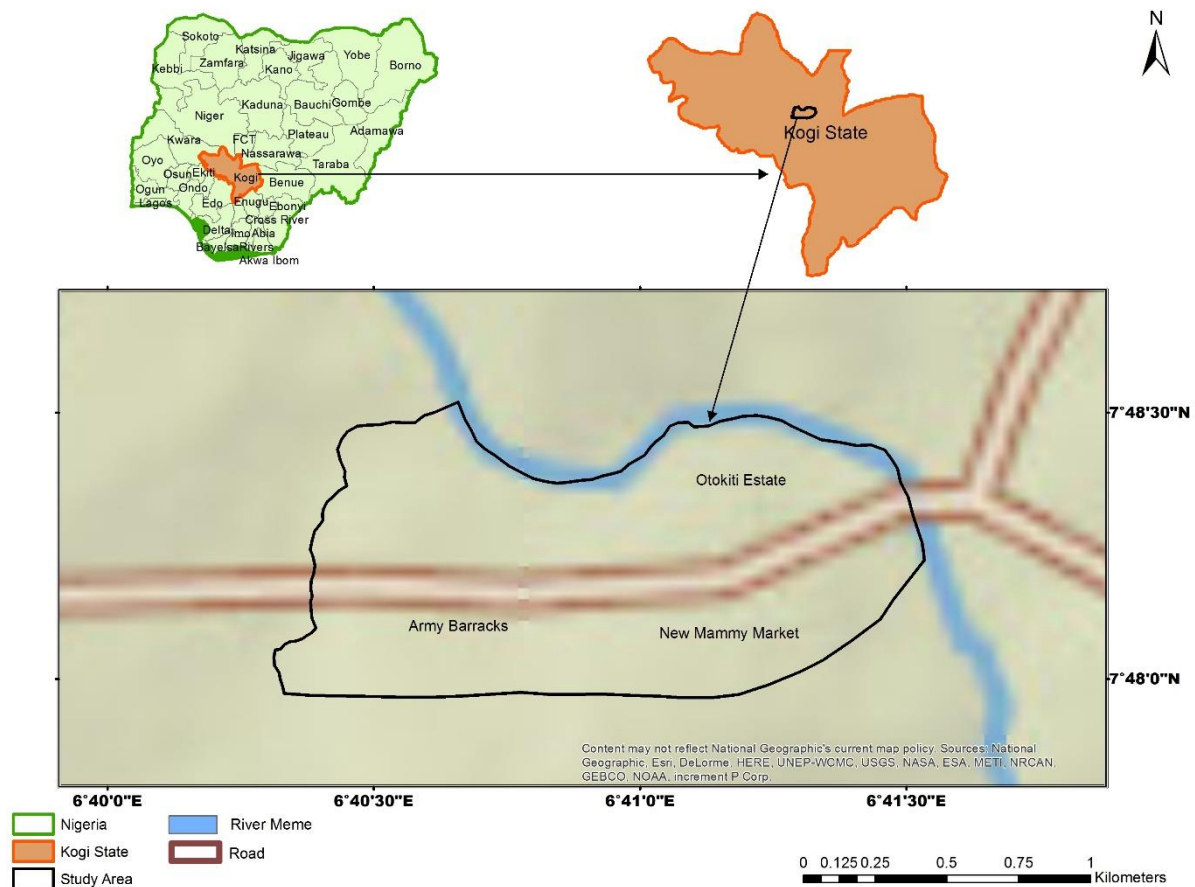 N
Sokoto
Katsina
Jigawa
Yobe
Borno
Zamfara
Kano
Kebbi
Kaduna
Bauchi
Gombe
Niger
Adamawa
Plateau
Kwara
FCT
Nassarawa
Taraba
Oyo
Osun
Ekiti
Kogi
Benue
Ogun
Ondo
Lagos
Edo
Enugu
Ebonyi
Cross River
Delta
Imo
Abia
Bayelsa
Rivers
Akwa Ibom
Kogi State
7°48'30"N
Otokiti Estate
Army Barracks
New Mammy Market
7°48'0"N
Content may not reflect National Geographic's current map policy. Sources: National
Geographic, Esri, DeLorme, HERE, UNEP-WCMC, USGS, NASA, ESA, METI, NRCAN,
GEBCO, NOAA, increment P Corp.
6°40'0"E
6°40'30"E
6°41'0"E
6°41'30"E
Nigeria
River Meme
Kogi State
Road
Study Area
0 0.125 0.25 0.5 0.75 1
Kilometers